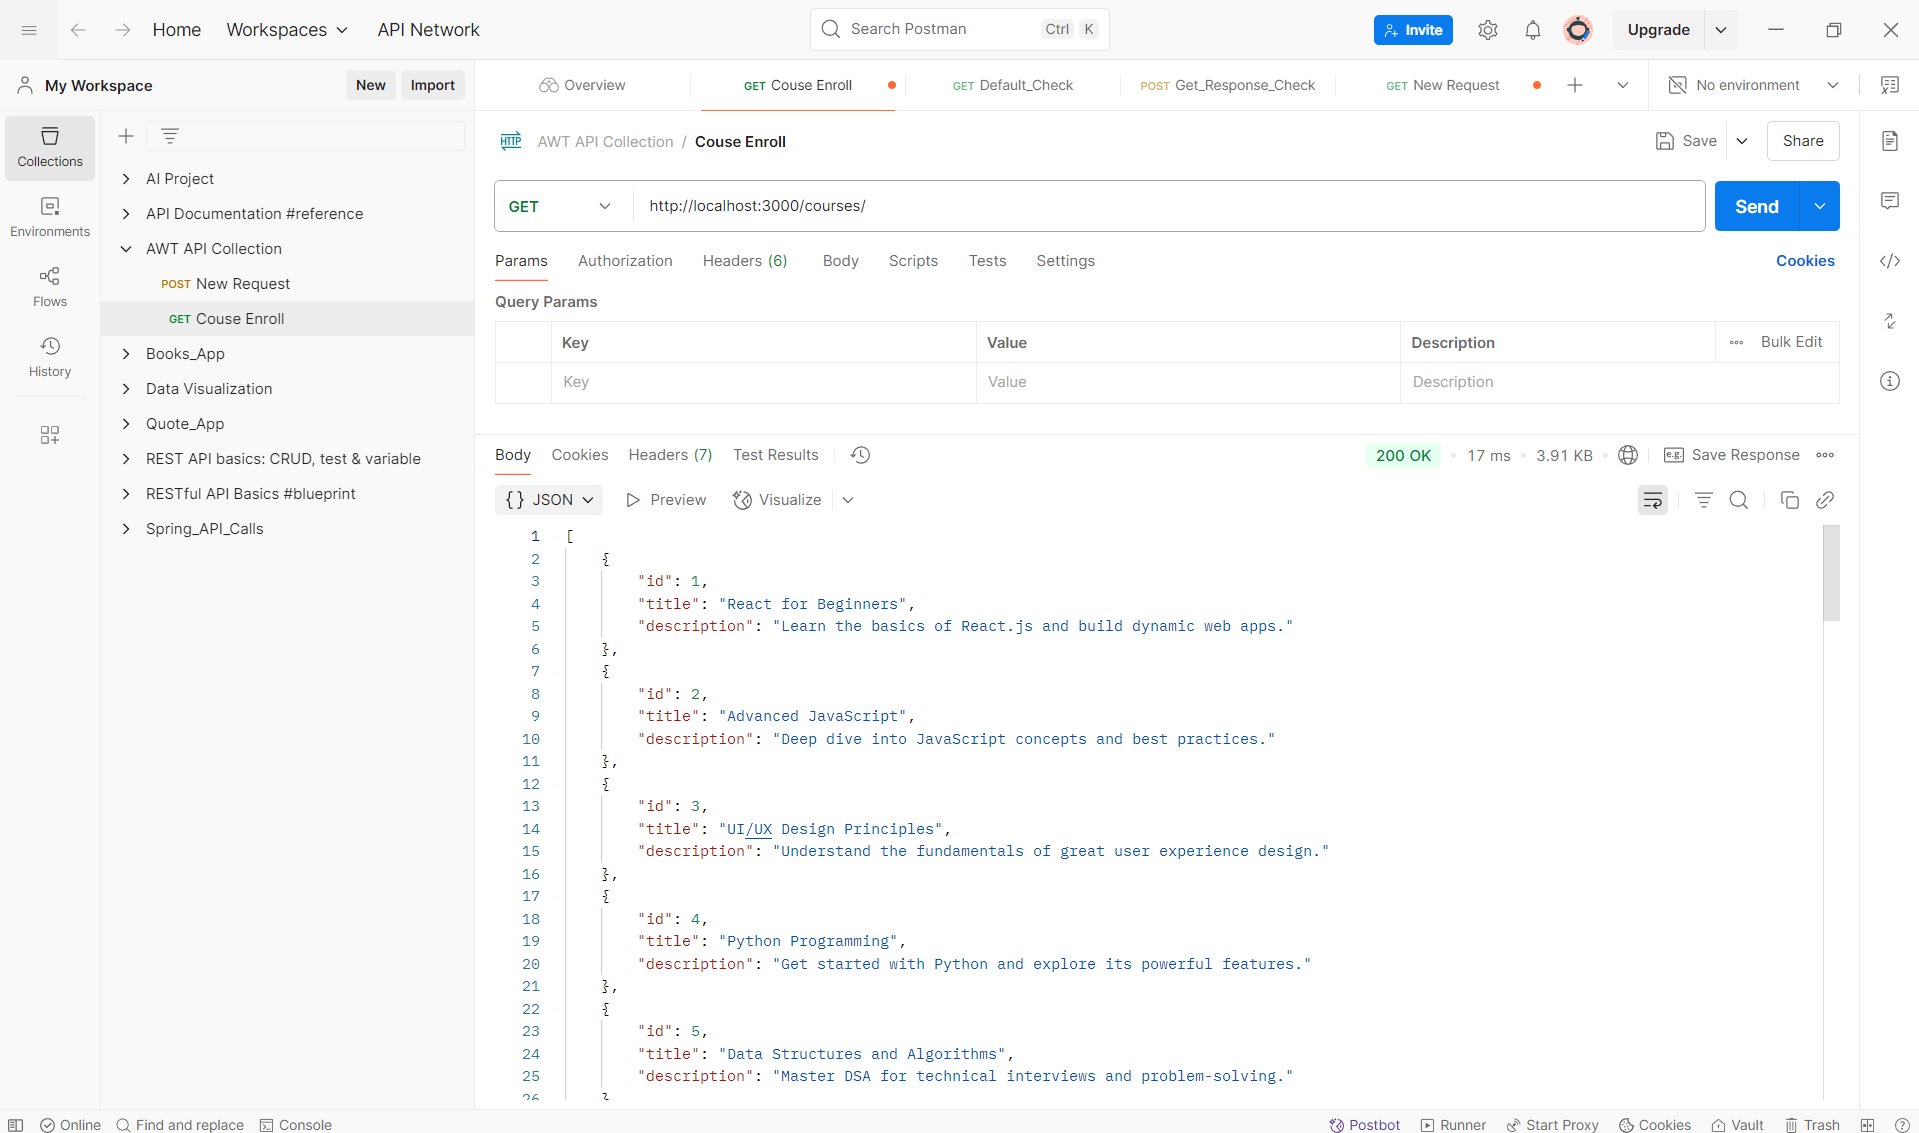 Home Workspaces API Network Search Postman Ctrl K Invite Upgrade
My Workspace New Import Overview GET Couse Enroll GET Default_Check POST Get_Response_Check GET New Request No environment
Collections
Environments
Flows
History
AI Project
API Documentation #reference
AWT API Collection
POST New Request
GET Couse Enroll
Books_App
Data Visualization
Quote_App
REST API basics: CRUD, test & variable
RESTful API Basics #blueprint
Spring_API_Calls
HTTP AWT API Collection / Couse Enroll Save Share
GET http://localhost:3000/courses/ Send
Params Authorization Headers (6) Body Scripts Tests Settings Cookies
Query Params
Key Value Description Bulk Edit
Key Value Description
Body Cookies Headers (7) Test Results 200 OK 17 ms 3.91 KB e.g. Save Response
{} JSON Preview Visualize
1 [
2 {
3 "id": 1,
4 "title": "React for Beginners",
5 "description": "Learn the basics of React.js and build dynamic web apps."
6 },
7 {
8 "id": 2,
9 "title": "Advanced JavaScript",
10 "description": "Deep dive into JavaScript concepts and best practices."
11 },
12 {
13 "id": 3,
14 "title": "UI/UX Design Principles",
15 "description": "Understand the fundamentals of great user experience design."
16 },
17 {
18 "id": 4,
19 "title": "Python Programming",
20 "description": "Get started with Python and explore its powerful features."
21 },
22 {
23 "id": 5,
24 "title": "Data Structures and Algorithms",
25 "description": "Master DSA for technical interviews and problem-solving."
26 }
Online Find and replace Console Postbot Runner Start Proxy Cookies Vault Trash